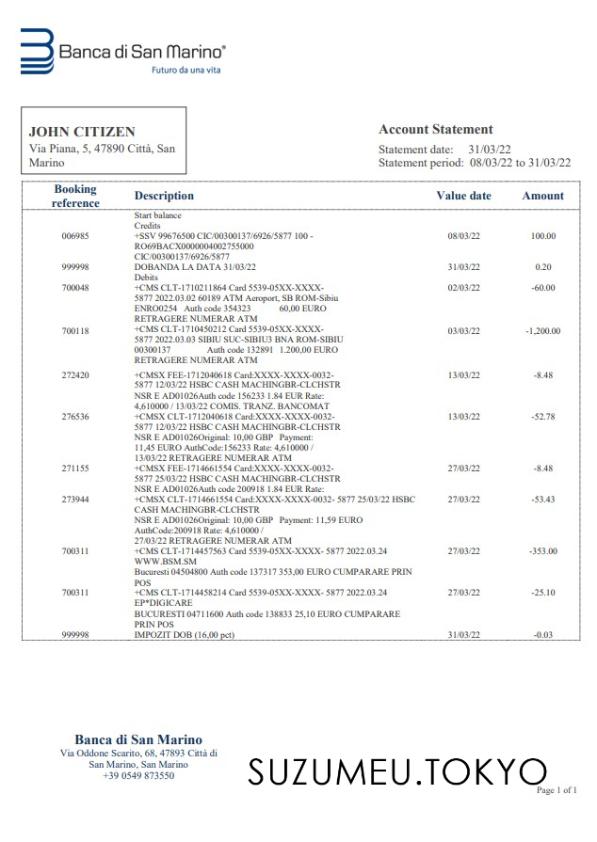 Banca di San Marino®
Futuro da una vita
JOHN CITIZEN
Via Piana, 5, 47890 Città, San
Marino
Account Statement
Statement date: 31/03/22
Statement period: 08/03/22 to 31/03/22
Booking
reference
Description
Value date
Amount
Start balance
Credits
006985 +SSV 99676500 CIC/00300137/6926/5877 100 - 08/03/22 100.00
RO69BACX0000004002755000
CIC/00300137/6926/5877
999998 DOBANDA LA DATA 31/03/22 31/03/22 0.20
Debits
700048 +CMS CLT-1710211864 Card 5539-05XX-XXXX- 02/03/22 -60.00
5877 2022.03.02 60189 ATM Aeroport, SB ROM-Sibiu
ENRO0254 Auth code 354323 60,00 EURO
RETRAGERE NUMERAR ATM
700118 +CMS CLT-1710450212 Card 5539-05XX-XXXX- 03/03/22 -1,200.00
5877 2022.03.03 SIBIU SUC-SIBIU3 BNA ROM-SIBIU
00300137 Auth code 132891 1.200,00 EURO
RETRAGERE NUMERAR ATM
272420 +CMSX FEE-1712040618 Card:XXXX-XXXX-0032- 13/03/22 -8.48
5877 12/03/22 HSBC CASH MACHINGBR-CLCHSTR
NSR E AD01026Auth code 156233 1.84 EUR Rate:
4,610000 / 13/03/22 COMIS. TRANZ. BANCOMAT
276536 +CMSX CLT-1712040618 Card:XXXX-XXXX-0032- 13/03/22 -52.78
5877 12/03/22 HSBC CASH MACHINGBR-CLCHSTR
NSR E AD01026Original: 10,00 GBP Payment:
11,45 EURO AuthCode:156233 Rate: 4,610000 /
13/03/22 RETRAGERE NUMERAR ATM
271155 +CMSX FEE-1714661554 Card:XXXX-XXXX-0032- 27/03/22 -8.48
5877 25/03/22 HSBC CASH MACHINGBR-CLCHSTR
NSR E AD01026Auth code 200918 1.84 EUR Rate:
273944 +CMSX CLT-1714661554 Card:XXXX-XXXX-0032- 5877 25/03/22 HSBC 27/03/22 -53.43
CASH MACHINGBR-CLCHSTR
NSR E AD01026Original: 10,00 GBP Payment: 11,59 EURO
AuthCode:200918 Rate: 4,610000 /
27/03/22 RETRAGERE NUMERAR ATM
700311 +CMS CLT-1714457563 Card 5539-05XX-XXXX- 5877 2022.03.24 27/03/22 -353.00
WWW.BSM.SM
Bucuresti 04504800 Auth code 137317 353,00 EURO CUMPARARE PRIN
POS
700311 +CMS CLT-1714458214 Card 5539-05XX-XXXX- 5877 2022.03.24 27/03/22 -25.10
EP*DIGICARE
BUCURESTI 04711600 Auth code 138833 25,10 EURO CUMPARARE
PRIN POS
999998 IMPOZIT DOB (16,00 pct) 31/03/22 -0.03
Banca di San Marino
Via Oddone Scarito, 68, 47893 Città di
San Marino, San Marino
+39 0549 873550
SUZUMEU.TOKYO
Page 1 of 1